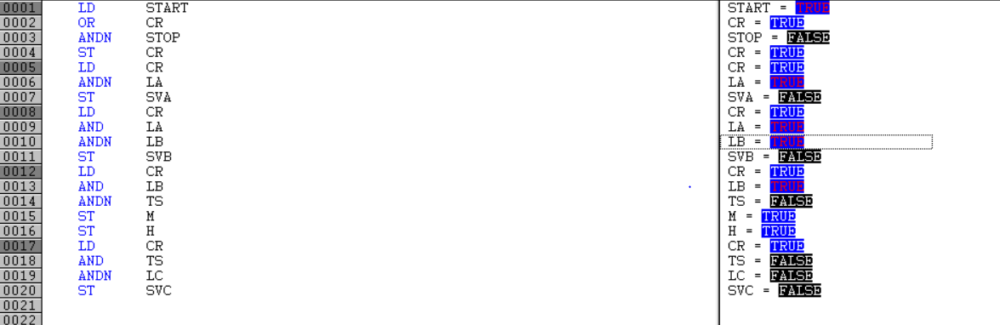 0001 LD START START = TRUE
0002 OR CR CR = TRUE
0003 ANDN STOP STOP = FALSE
0004 ST CR CR = TRUE
0005 LD CR CR = TRUE
0006 ANDN LA LA = TRUE
0007 ST SVA SVA = FALSE
0008 LD CR CR = TRUE
0009 AND LA LA = TRUE
0010 ANDN LB LB = TRUE
0011 ST SVB SVB = FALSE
0012 LD CR CR = TRUE
0013 AND LB LB = TRUE
0014 ANDN TS TS = FALSE
0015 ST M M = TRUE
0016 ST H H = TRUE
0017 LD CR CR = TRUE
0018 AND TS TS = FALSE
0019 ANDN LC LC = FALSE
0020 ST SVC SVC = FALSE
0021
0022